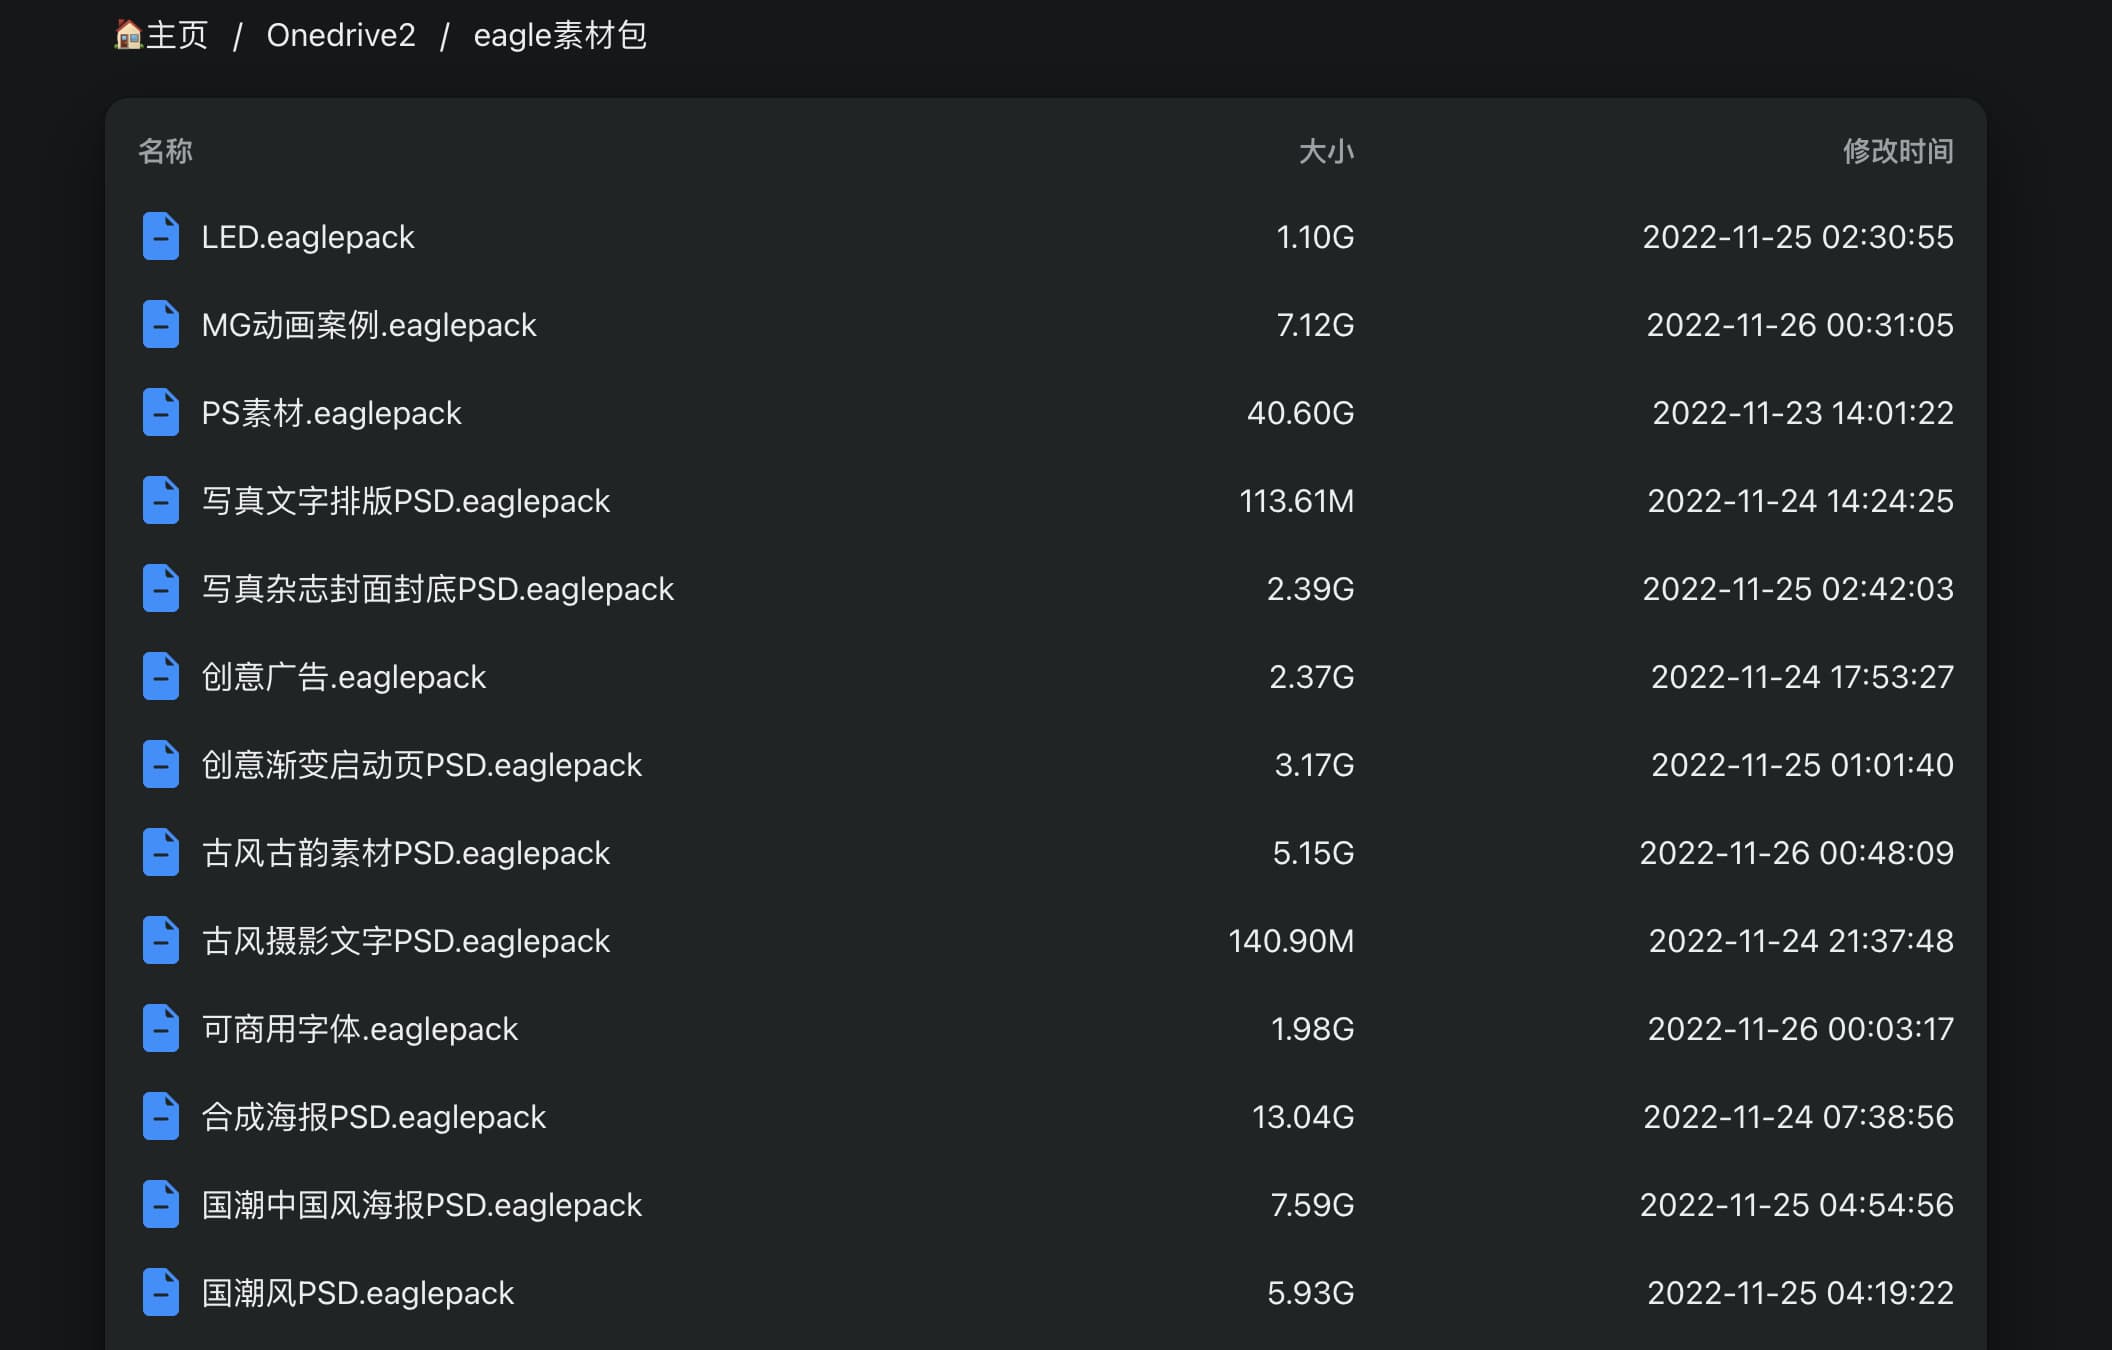 主页 / Onedrive2 / eagle素材包
名称 大小 修改时间
LED.eaglepack 1.10G 2022-11-25 02:30:55
MG动画案例.eaglepack 7.12G 2022-11-26 00:31:05
PS素材.eaglepack 40.60G 2022-11-23 14:01:22
写真文字排版PSD.eaglepack 113.61M 2022-11-24 14:24:25
写真杂志封面封底PSD.eaglepack 2.39G 2022-11-25 02:42:03
创意广告.eaglepack 2.37G 2022-11-24 17:53:27
创意渐变启动页PSD.eaglepack 3.17G 2022-11-25 01:01:40
古风古韵素材PSD.eaglepack 5.15G 2022-11-26 00:48:09
古风摄影文字PSD.eaglepack 140.90M 2022-11-24 21:37:48
可商用字体.eaglepack 1.98G 2022-11-26 00:03:17
合成海报PSD.eaglepack 13.04G 2022-11-24 07:38:56
国潮中国风海报PSD.eaglepack 7.59G 2022-11-25 04:54:56
国潮风PSD.eaglepack 5.93G 2022-11-25 04:19:22